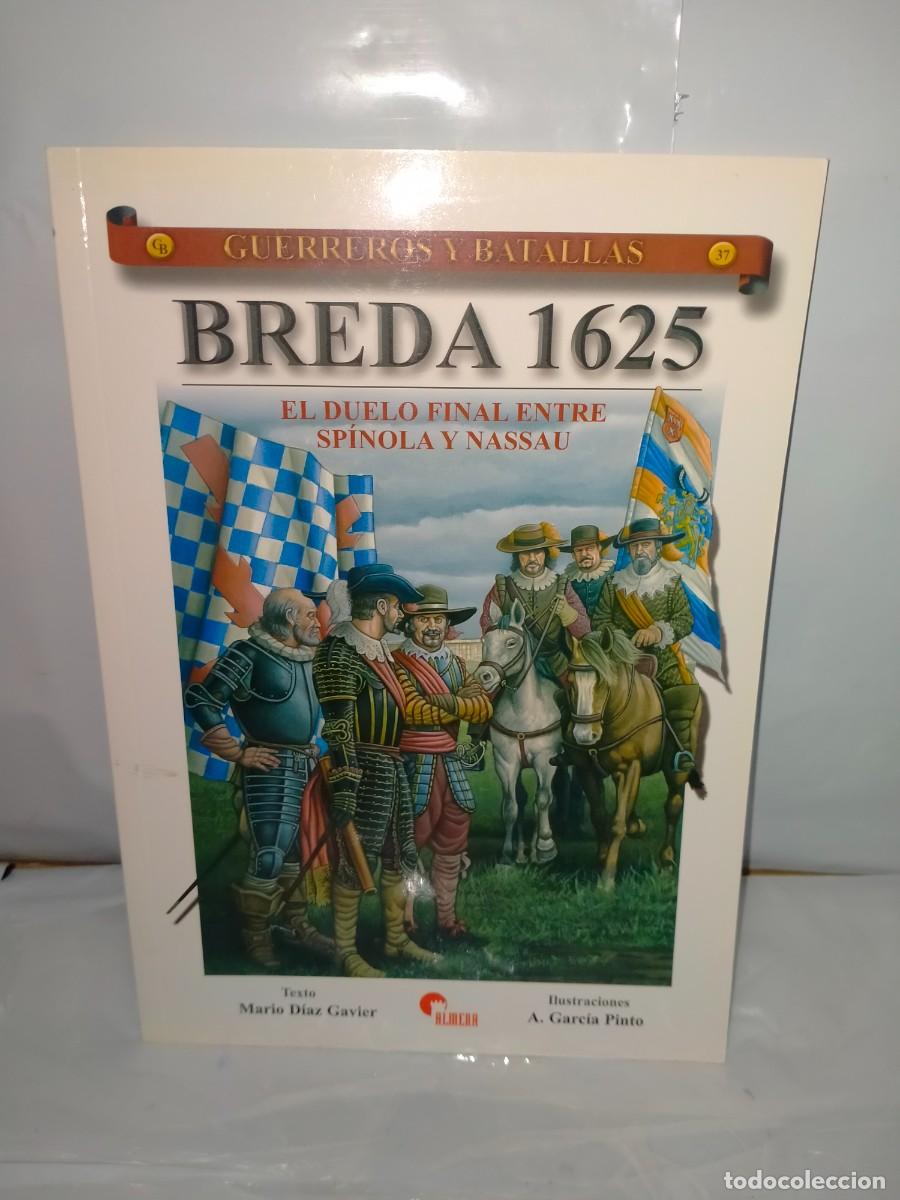 GB
GUERREROS Y BATALLAS
37
BREDA 1625
EL DUELO FINAL ENTRE
SPÍNOLA Y NASSAU
Texto
Mario Díaz Gavier
ALMENA
Ilustraciones
A. García Pinto
todocoleccion